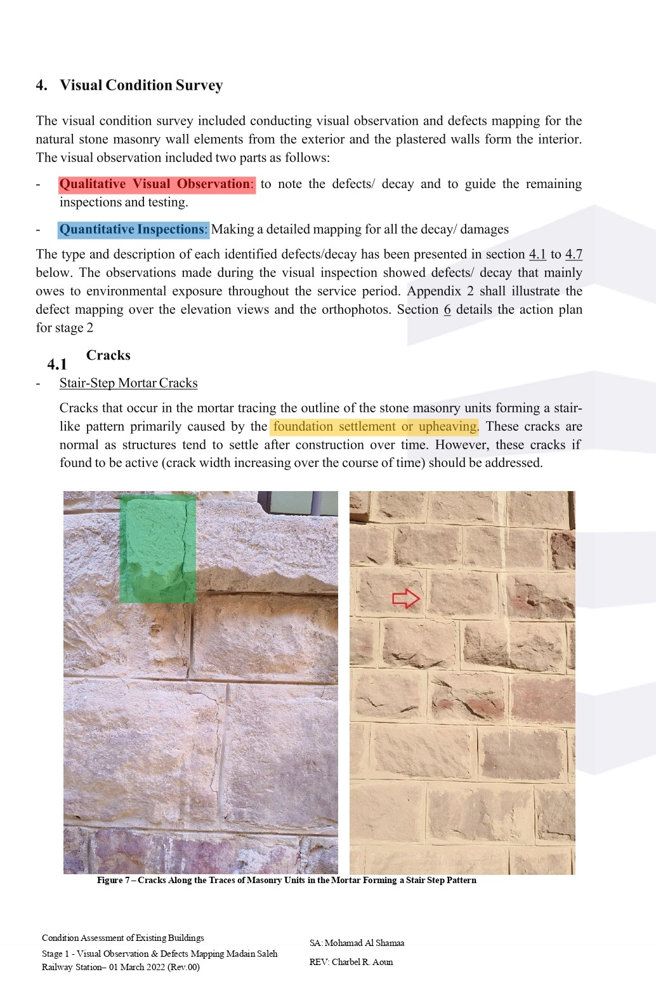 4. Visual Condition Survey
The visual condition survey included conducting visual observation and defects mapping for the
natural stone masonry wall elements from the exterior and the plastered walls form the interior.
The visual observation included two parts as follows:
- Qualitative Visual Observation: to note the defects/ decay and to guide the remaining
inspections and testing.
- Quantitative Inspections: Making a detailed mapping for all the decay/ damages
The type and description of each identified defects/decay has been presented in section 4.1 to 4.7
below. The observations made during the visual inspection showed defects/ decay that mainly
owes to environmental exposure throughout the service period. Appendix 2 shall illustrate the
defect mapping over the elevation views and the orthophotos. Section 6 details the action plan
for stage 2
4.1 Cracks
- Stair-Step Mortar Cracks
Cracks that occur in the mortar tracing the outline of the stone masonry units forming a stair-
like pattern primarily caused by the foundation settlement or upheaving. These cracks are
normal as structures tend to settle after construction over time. However, these cracks if
found to be active (crack width increasing over the course of time) should be addressed.
Figure 7 – Cracks Along the Traces of Masonry Units in the Mortar Forming a Stair Step Pattern
Condition Assessment of Existing Buildings
Stage 1 - Visual Observation & Defects Mapping Madain Saleh
Railway Station– 01 March 2022 (Rev.00)
SA: Mohamad Al Shamaa
REV: Charbel R. Aoun